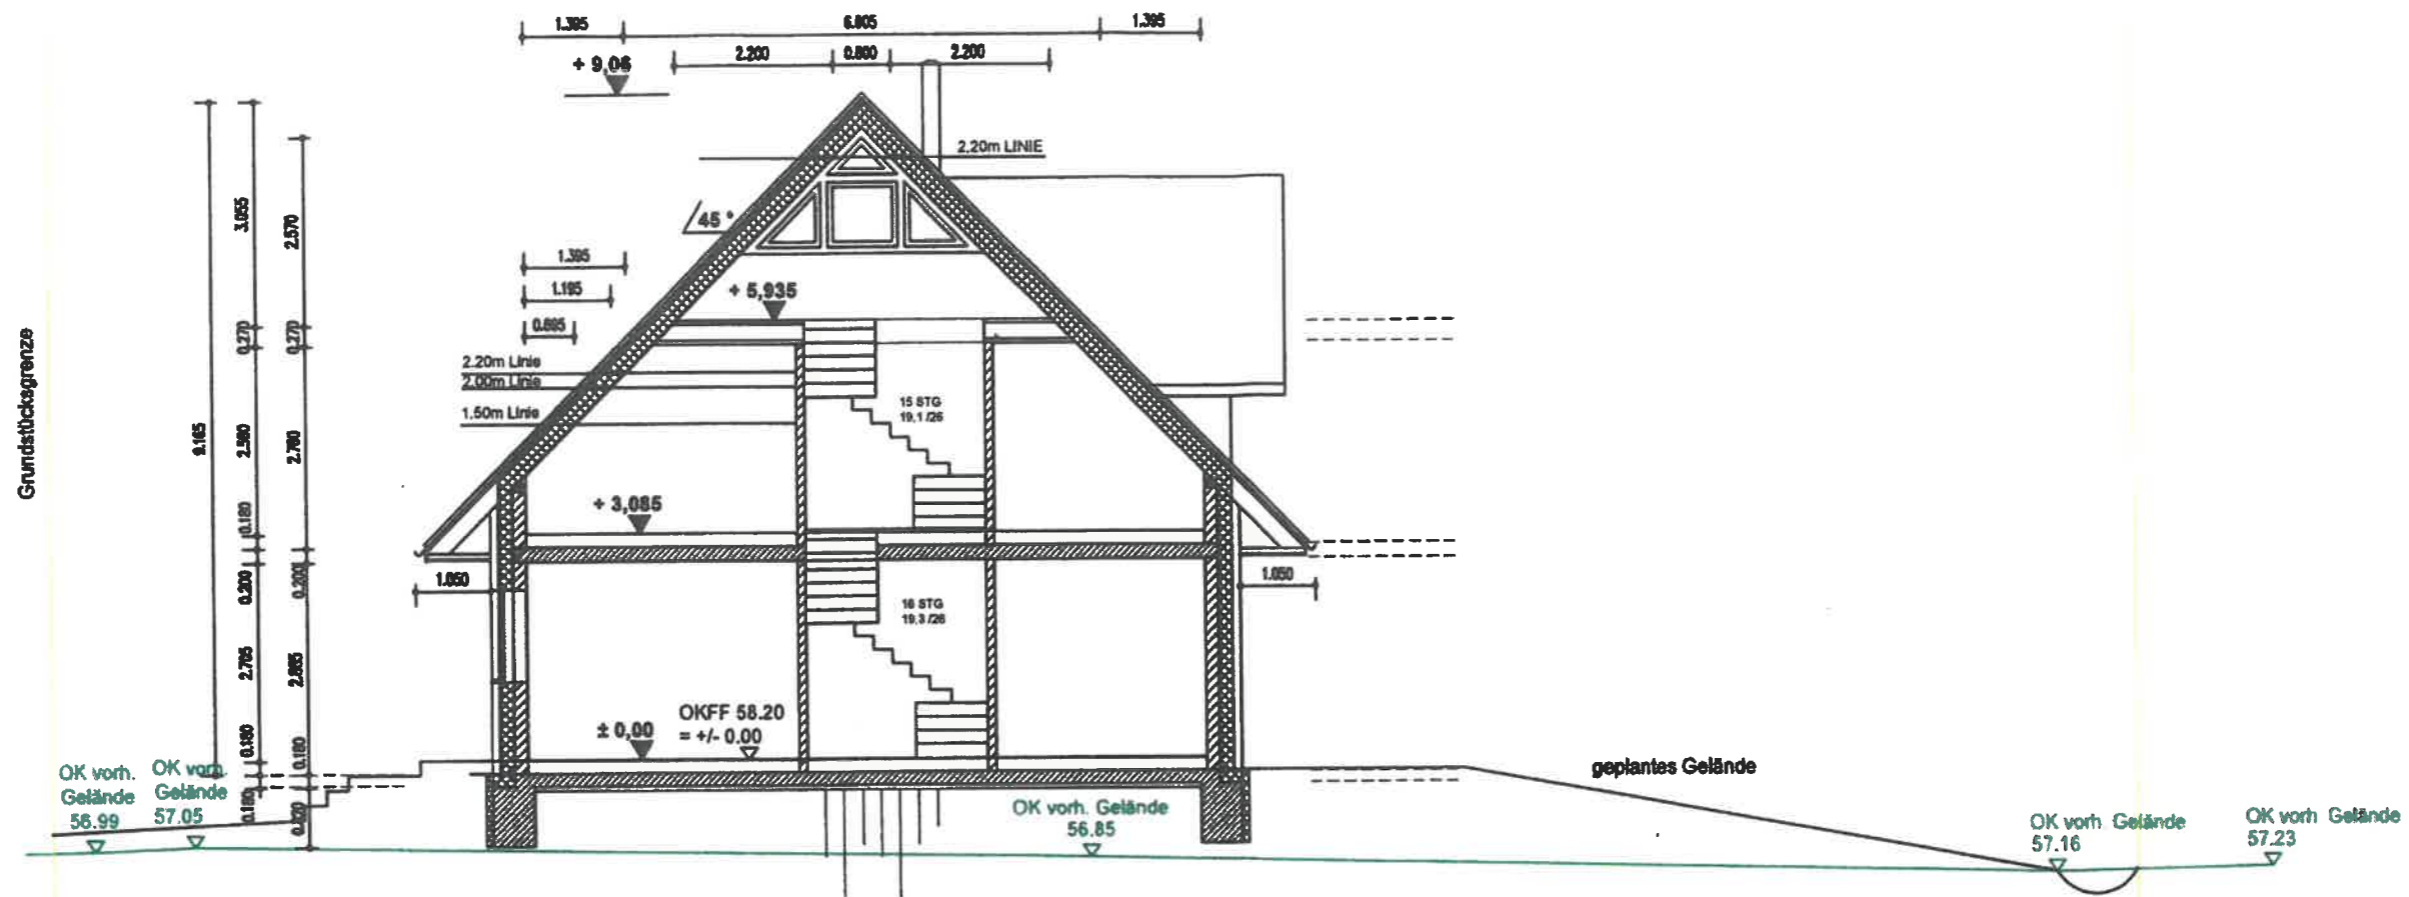 1.395
6.805
1.395
2.200
0.800
2.200
+ 9,06
2,20m LINIE
45 °
3.055
2.570
1.395
1.195
0.695
+ 5,935
0.270
0.270
2.20m Linie
2.00m Linie
1.50m Linie
15 STG
19,1 /26
Grundstücksgrenze
9.165
2.580
2.760
+ 3,085
0.180
0.200
0.200
1.050
1.050
16 STG
19,3 /26
2.705
2.885
OKFF 58.20
= +/- 0.00
± 0,00
0.180
0.180
geplantes Gelände
OK vorh.
Gelände
56.99
OK vorh.
Gelände
57.05
0.180
OK vorh. Gelände
56.85
OK vorh Gelände
57.16
OK vorh Gelände
57.23